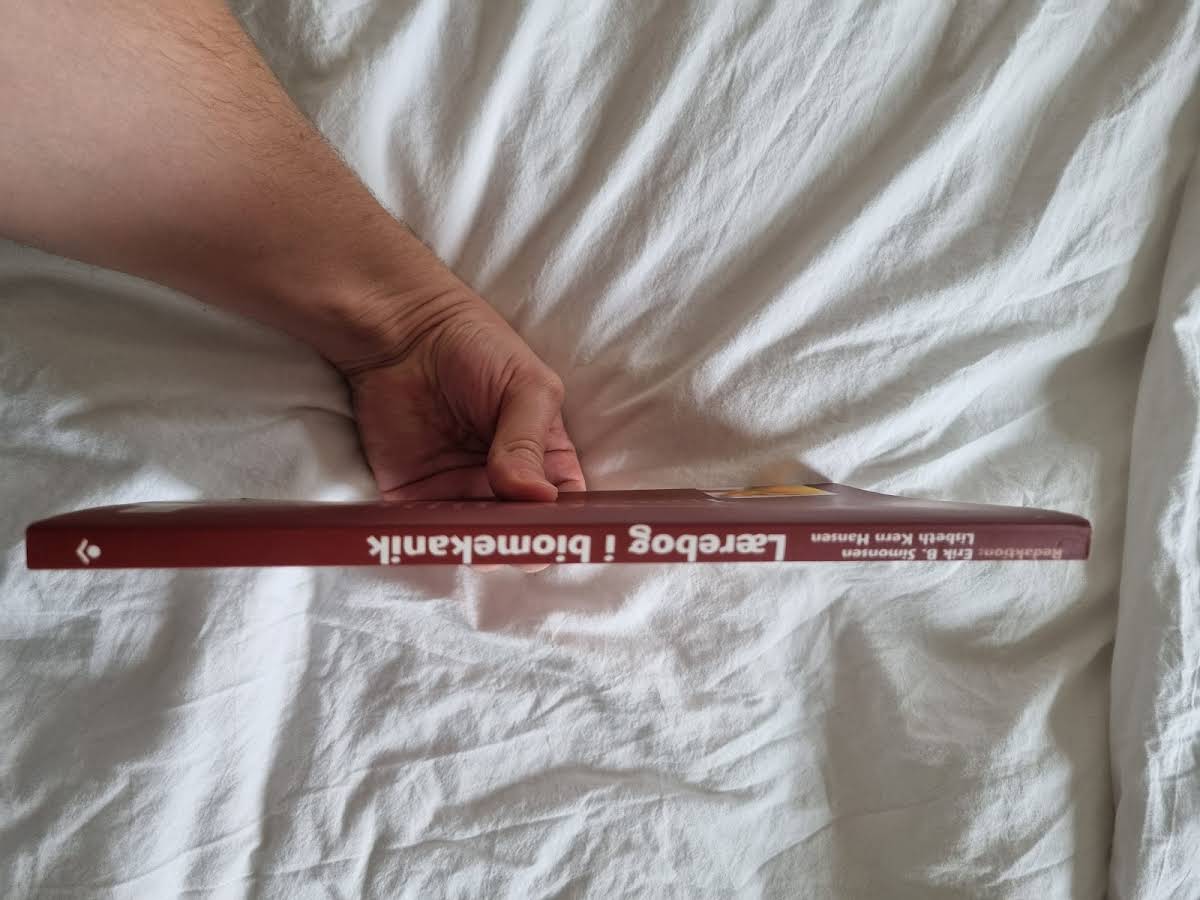 Redaktion: Erik B. Simonsen
Lisbeth Kern Hansen
Lærebog i biomekanik